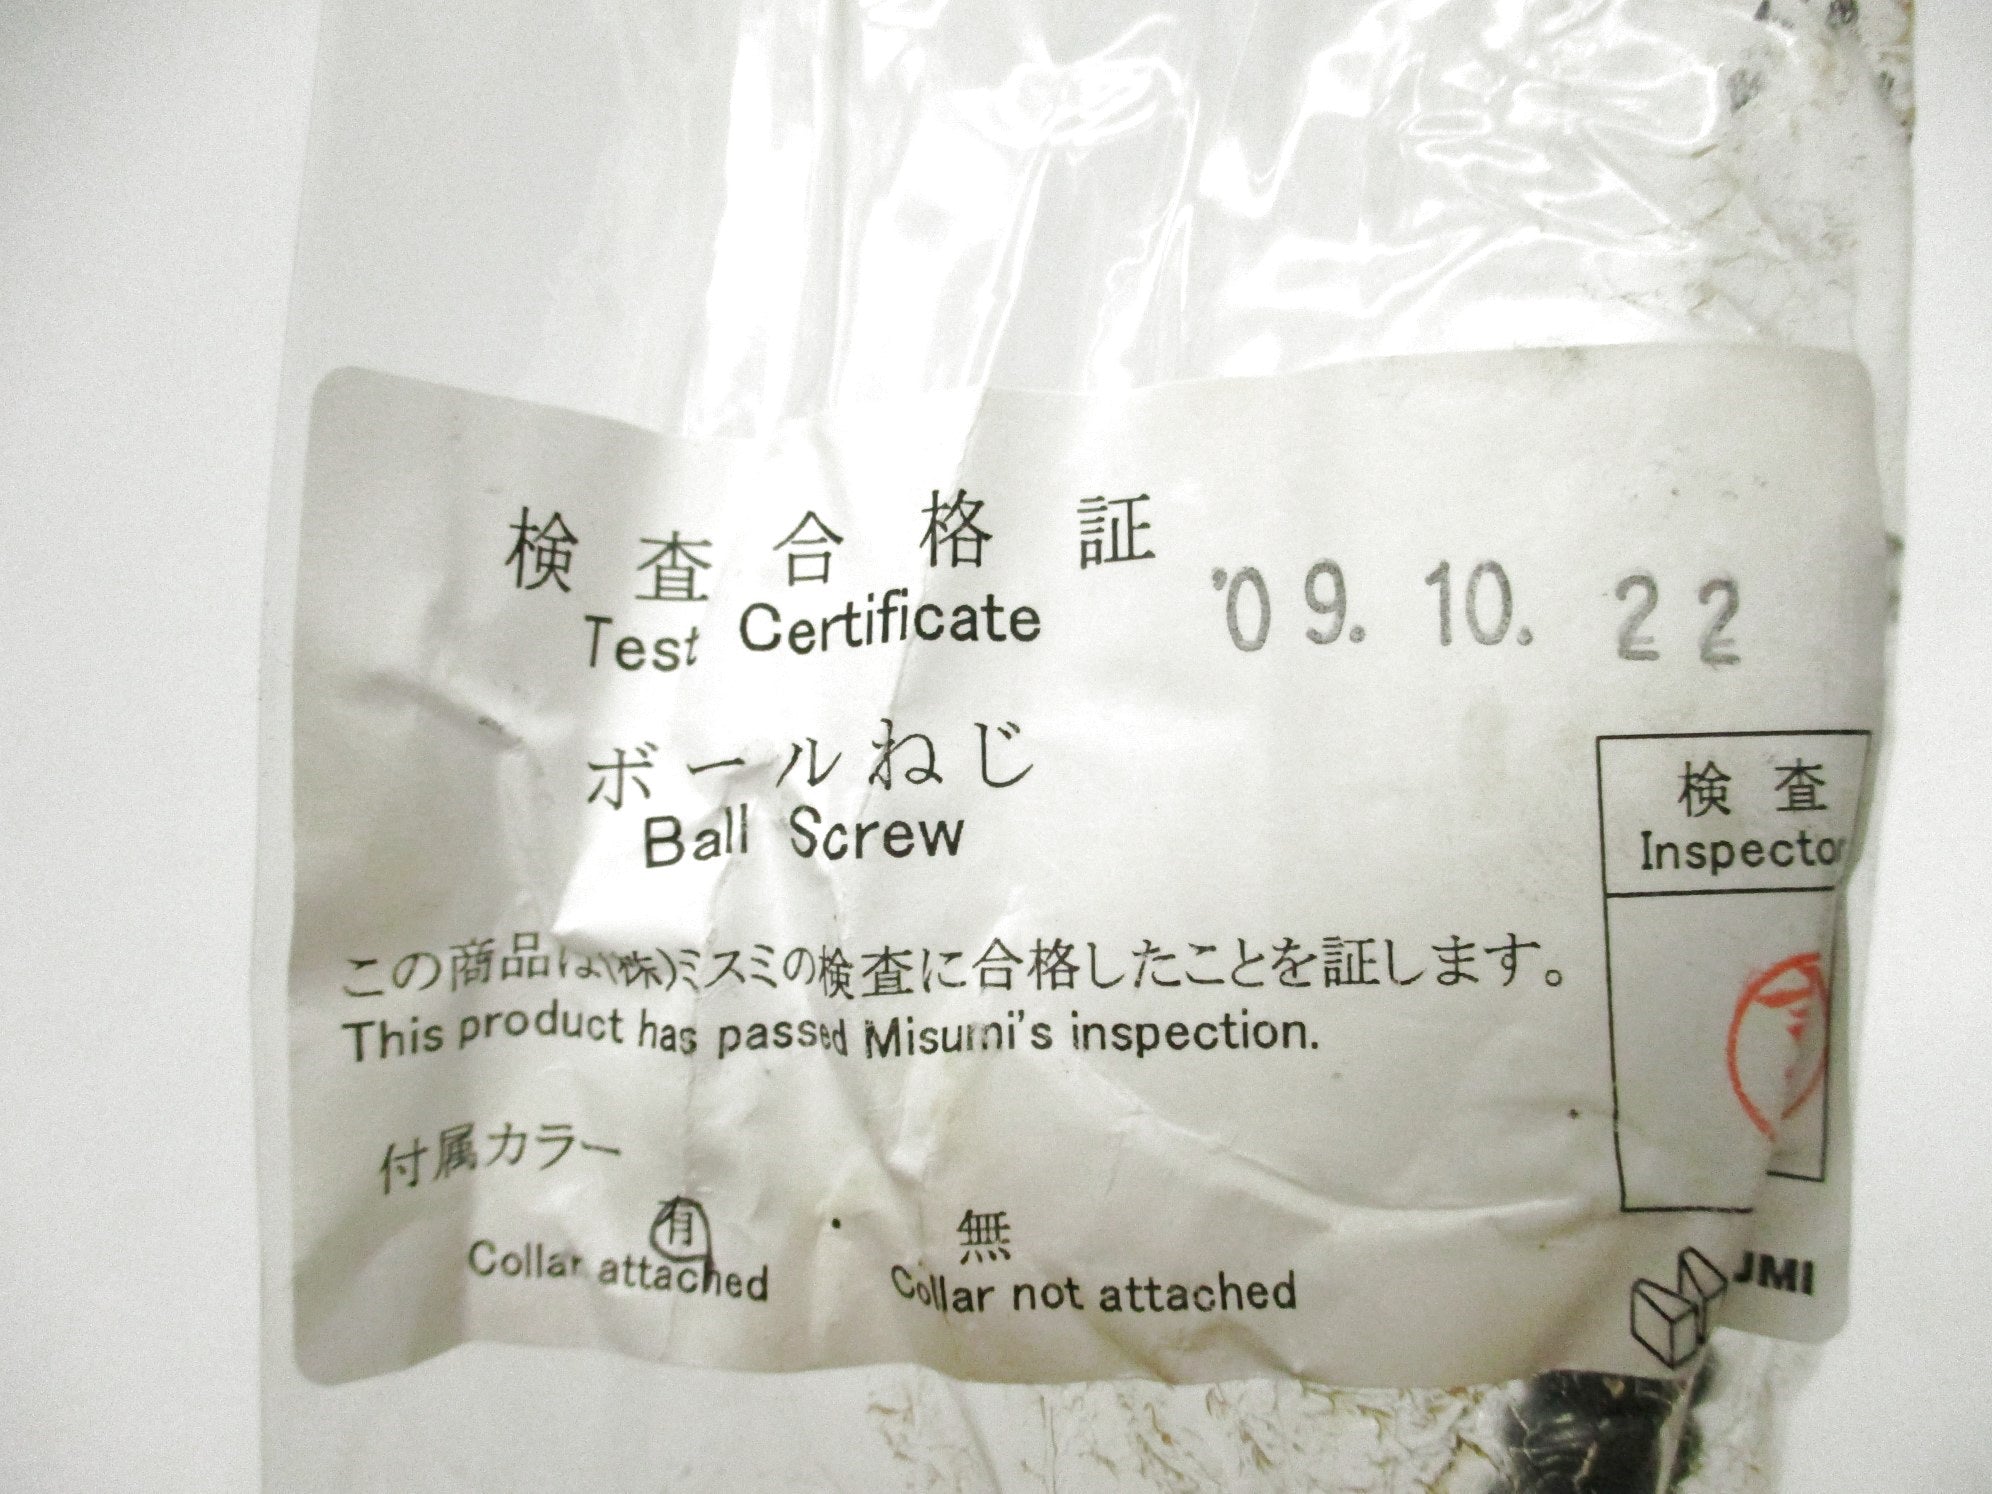 検査合格証
Test Certificate
'09.10.22
ボールねじ
Ball Screw
検査
Inspector
この商品は(株)ミスミの検査に合格したことを証します。
This product has passed Misumi's inspection.
付属カラー
有 ・ 無
Collar attached Collar not attached
JMI